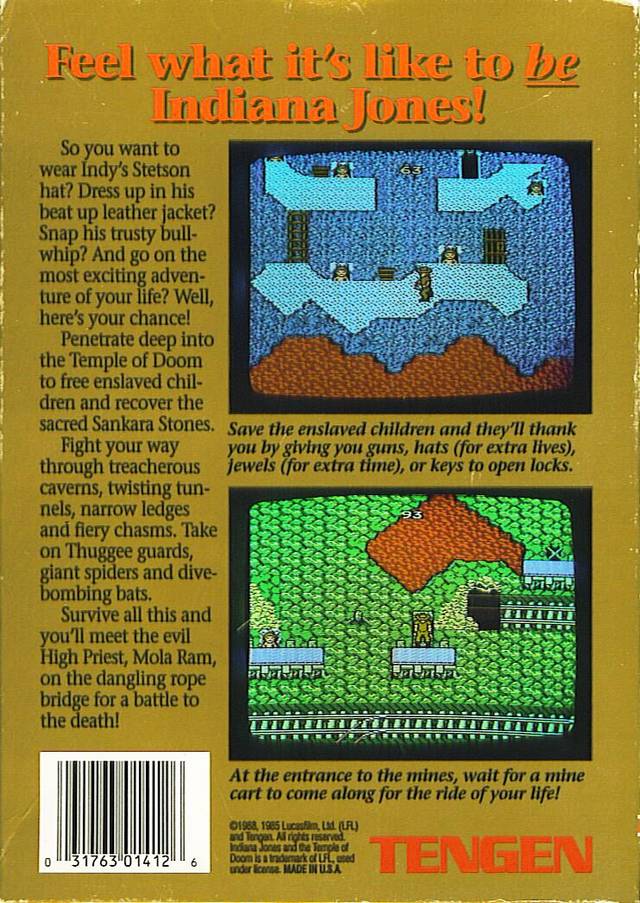 Feel what it's like to be
Indiana Jones!
So you want to
wear Indy's Stetson
hat? Dress up in his
beat up leather jacket?
Snap his trusty bull-
whip? And go on the
most exciting adven-
ture of your life? Well,
here's your chance!
Penetrate deep into
the Temple of Doom
to free enslaved chil-
dren and recover the
sacred Sankara Stones.
Fight your way
through treacherous
caverns, twisting tun-
nels, narrow ledges
and fiery chasms. Take
on Thuggee guards,
giant spiders and dive-
bombing bats.
Survive all this and
you'll meet the evil
High Priest, Mola Ram,
on the dangling rope
bridge for a battle to
the death!
63
Save the enslaved children and they'll thank
you by giving you guns, hats (for extra lives),
jewels (for extra time), or keys to open locks.
93
At the entrance to the mines, wait for a mine
cart to come along for the ride of your life!
0 31763 01412 6
©1988, 1985 Lucasfilm, Ltd. (LFL)
and Tengen. All rights reserved.
Indiana Jones and the Temple of
Doom is a trademark of LFL, used
under license. MADE IN U.S.A.
TENGEN